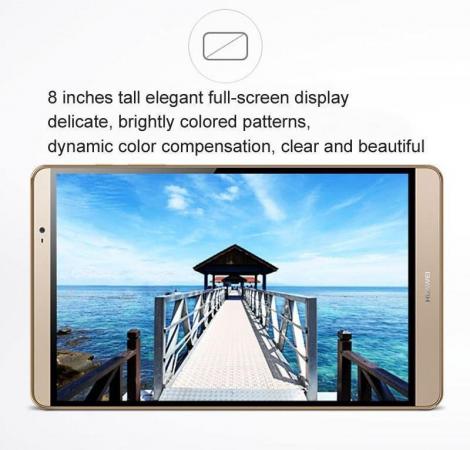 8 inches tall elegant full-screen display
delicate, brightly colored patterns,
dynamic color compensation, clear and beautiful
HUAWEI